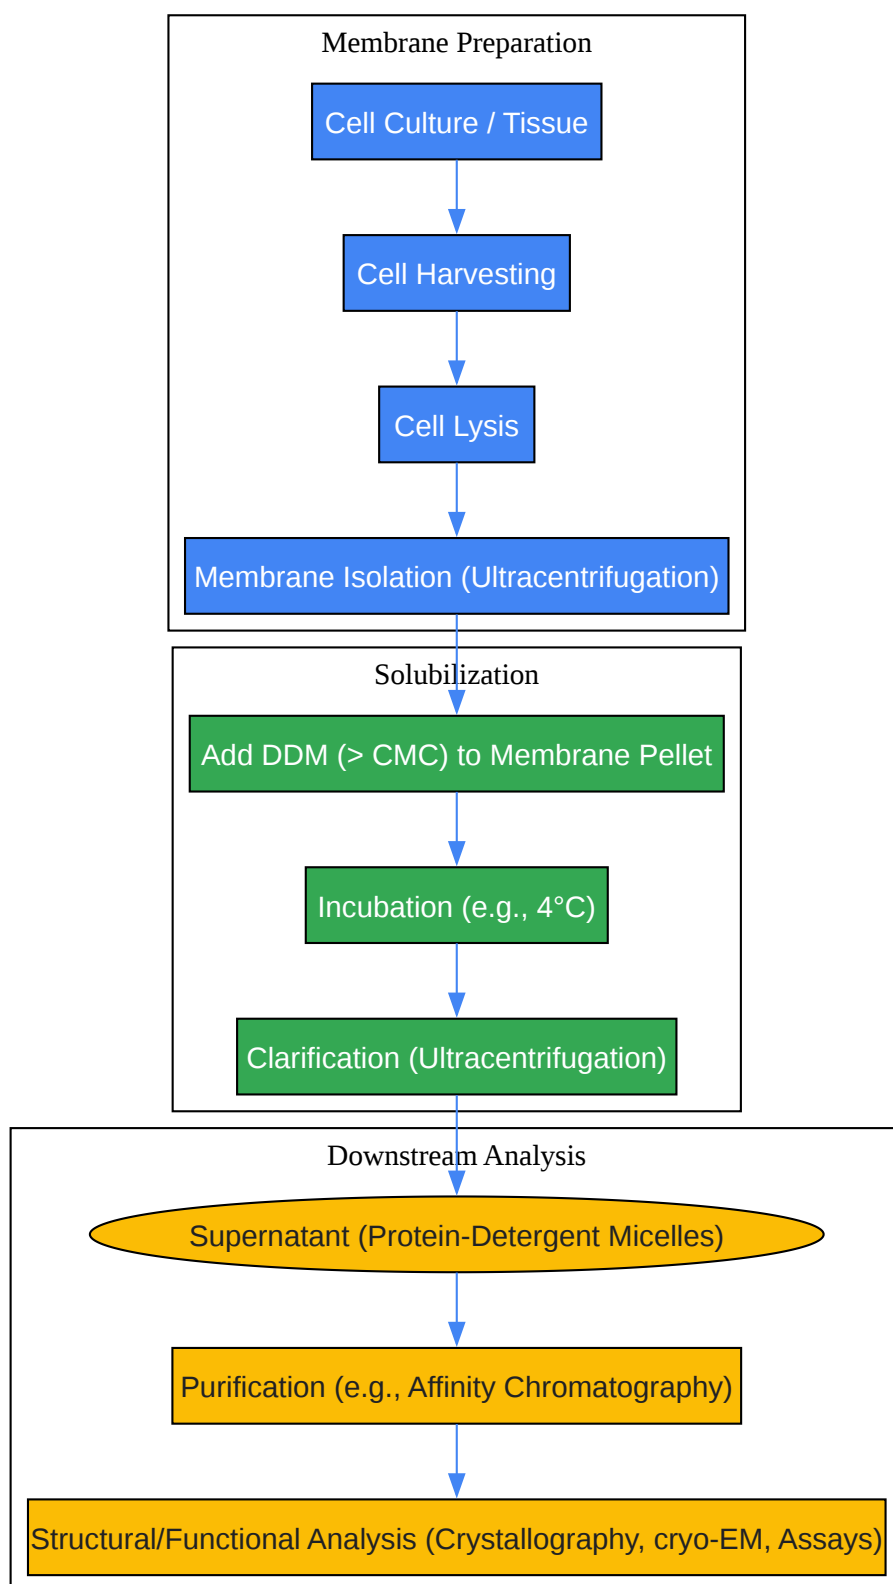 Membrane Preparation
Cell Culture / Tissue
Cell Harvesting
Cell Lysis
Membrane Isolation (Ultracentrifugation)
Solubilization
Add DDM (> CMC) to Membrane Pellet
Incubation (e.g., 4°C)
Clarification (Ultracentrifugation)
Downstream Analysis
Supernatant (Protein-Detergent Micelles)
Purification (e.g., Affinity Chromatography)
Structural/Functional Analysis (Crystallography, cryo-EM, Assays)